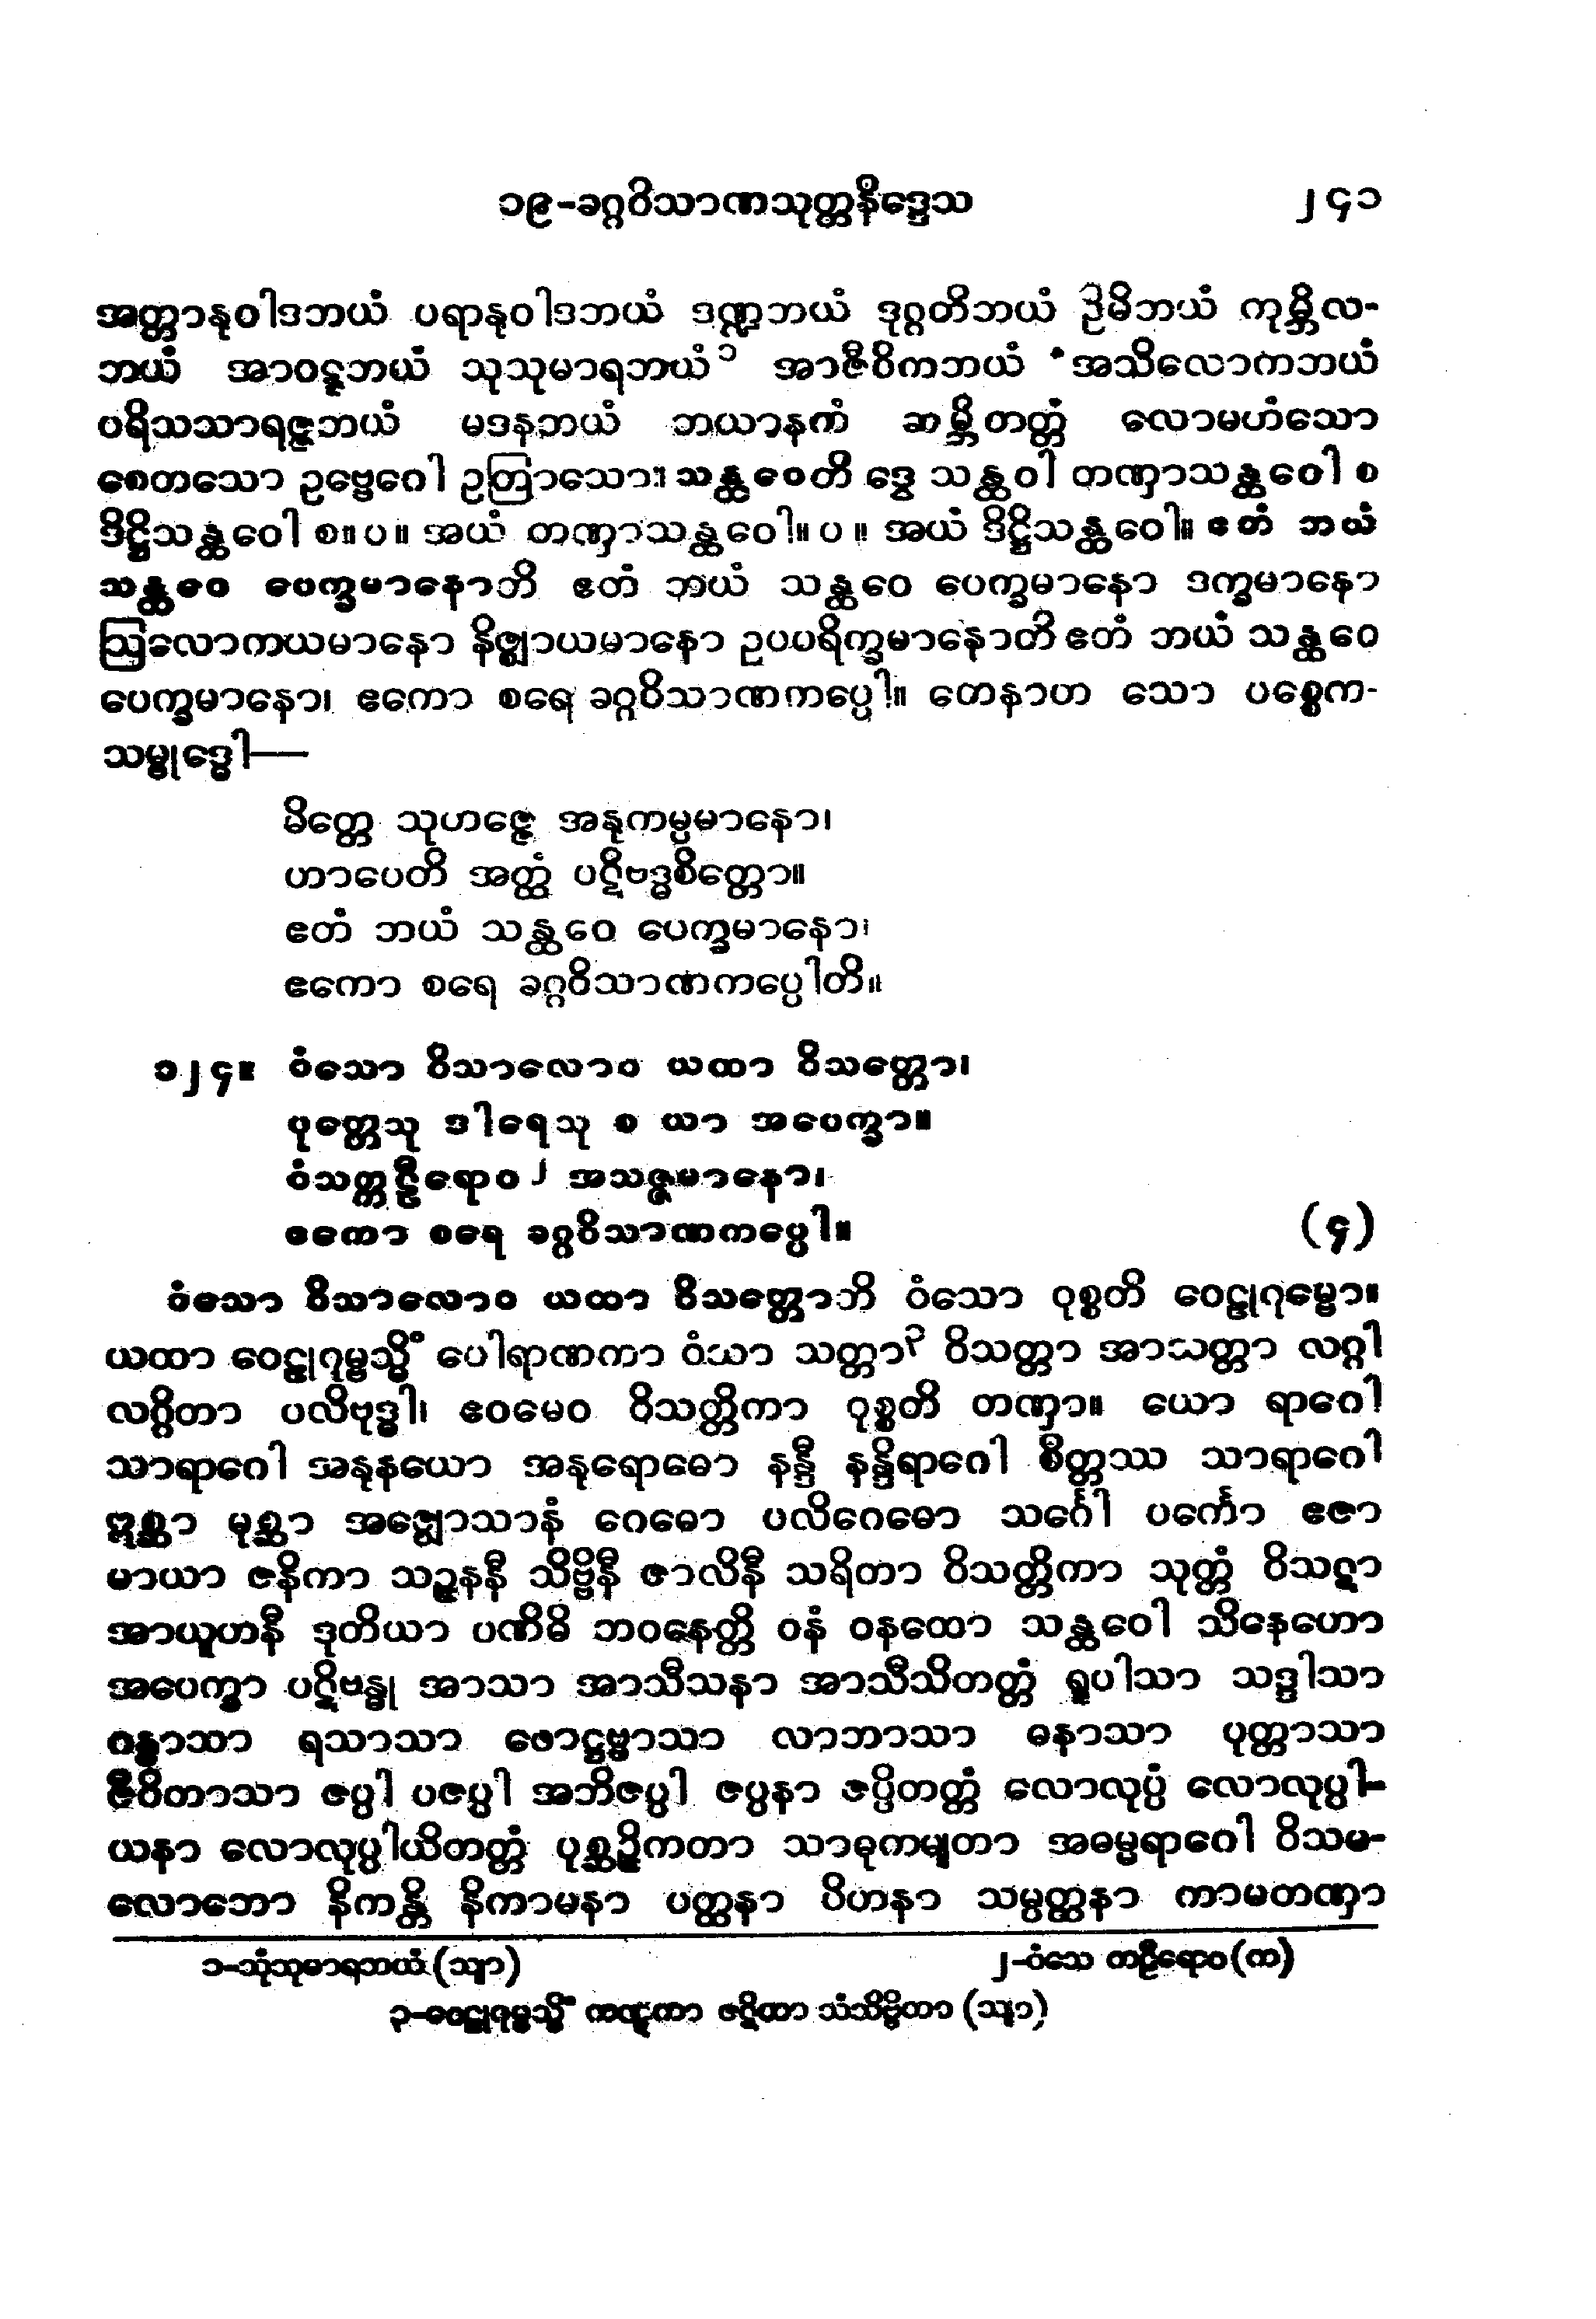 ၁၉-ခဂ္ဂဝိသာဏသုတ္တနိဒ္ဒေသ ၂၄၁
အတ္တာနုဝါဒဘယံ ပရာနုဝါဒဘယံ ဒဏ္ဍဘယံ ဒုဂ္ဂတိဘယံ ဦမိဘယံ ကုမ္ဘိလ-
ဘယံ အာဝဋ္ဋဘယံ သုသုမာရဘယံ၁ အာဇီဝိကဘယံ အသိလောကဘယံ
ပရိသသာရဇ္ဇဘယံ မဒနဘယံ ဘယာနကံ ဆမ္ဘိတတ္တံ လောမဟံသော
စေတသော ဥဗ္ဗေဂေါ ဥတြာသော။ သန္ထဝေတိ ဒွေ သန္ထဝါ တဏှာသန္ထဝေါ စ
ဒိဋ္ဌိသန္ထဝေါ စ။ ပ။ အယံ တဏှာသန္ထဝေါ။ ပ ။ အယံ ဒိဋ္ဌိသန္ထဝေါ။ ဧတံ ဘယံ
သန္ထဝေ ပေက္ခမာနောတိ ဧတံ ဘယံ သန္ထဝေ ပေက္ခမာနော ဒက္ခမာနော
ဩလောကယမာနော နိဇ္ဈာယမာနော ဥပပရိက္ခမာနောတိ ဧတံ ဘယံ သန္ထဝေ
ပေက္ခမာနော၊ ဧကော စရေ ခဂ္ဂဝိသာဏကပ္ပေါ။ တေနာဟ သော ပစ္စေက-
သမ္ဗုဒ္ဓေါ—
မိတ္တေ သုဟဇ္ဇေ အနုကမ္ပမာနော၊
ဟာပေတိ အတ္ထံ ပဋိဗဒ္ဓစိတ္တော။
ဧတံ ဘယံ သန္ထဝေ ပေက္ခမာနော၊
ဧကော စရေ ခဂ္ဂဝိသာဏကပ္ပေါတိ။
၁၂၄။ ဝံသော ဝိသာလောဝ ယထာ ဝိသတ္တော၊
ပုတ္တေသု ဒါရေသု စ ယာ အပေက္ခာ။
ဝံသက္ကဠီရောဝ၂ အသဇ္ဇမာနော၊
ဧကော စရေ ခဂ္ဂဝိသာဏကပ္ပေါ။ (၄)
ဝံသော ဝိသာလောဝ ယထာ ဝိသတ္တောတိ ဝံသော ဝုစ္စတိ ဝေဠုဂုမ္ဗော။
ယထာ ဝေဠုဂုမ္ဗသ္မိံ ပေါရာဏကာ ဝံသာ သတ္တာ၃ ဝိသတ္တာ အာသတ္တာ လဂ္ဂါ
လဂ္ဂိတာ ပလိဗုဒ္ဓါ၊ ဧဝမေဝ ဝိသတ္တိကာ ဝုစ္စတိ တဏှာ။ ယော ရာဂေါ
သာရာဂေါ အနုနယော အနုရောဓော နန္ဒီ နန္ဒိရာဂေါ စိတ္တဿ သာရာဂေါ
ဣစ္ဆာ မုစ္ဆာ အဇ္ဈောသာနံ ဂေဓော ပလိဂေဓော သင်္ဂေါ ပင်္ကော ဧဇာ
မာယာ ဇနိကာ သဉ္ဇနနီ သိဗ္ဗိနီ ဇာလိနီ သရိတာ ဝိသတ္တိကာ သုတ္တံ ဝိသဋာ
အာယူဟနီ ဒုတိယာ ပဏိဓိ ဘဝနေတ္တိ ဝနံ ဝနထော သန္ထဝေါ သိနေဟော
အပေက္ခာ ပဋိဗန္ဓု အာသာ အာသီသနာ အာသီသိတတ္တံ ရူပါသာ သဒ္ဒါသာ
ဂန္ဓာသာ ရသာသာ ဖောဋ္ဌဗ္ဗာသာ လာဘာသာ ဓနာသာ ပုတ္တာသာ
ဇီဝိတာသာ ဇပ္ပါ ပဇပ္ပါ အဘိဇပ္ပါ ဇပ္ပနာ ဇပ္ပိတတ္တံ လောလုပ္ပံ လောလုပ္ပါ-
ယနာ လောလုပ္ပါယိတတ္တံ ပုစ္ဆဉ္ဇိကတာ သာဓုကမျတာ အဓမ္မရာဂေါ ဝိသမ-
လောဘော နိကန္တိ နိကာမနာ ပတ္ထနာ ပိဟနာ သမ္ပတ္ထနာ ကာမတဏှာ
၁-သုံသုမာရဘယံ (သျာ) ၂-ဝံသေ ကဠီရောဝ (က)
၃-ဝေဠုဂုမ္ဗသ္မိံ ကဏ္ဋကာ ဇဋိတာ သံသိဗ္ဗိတာ (သျာ)